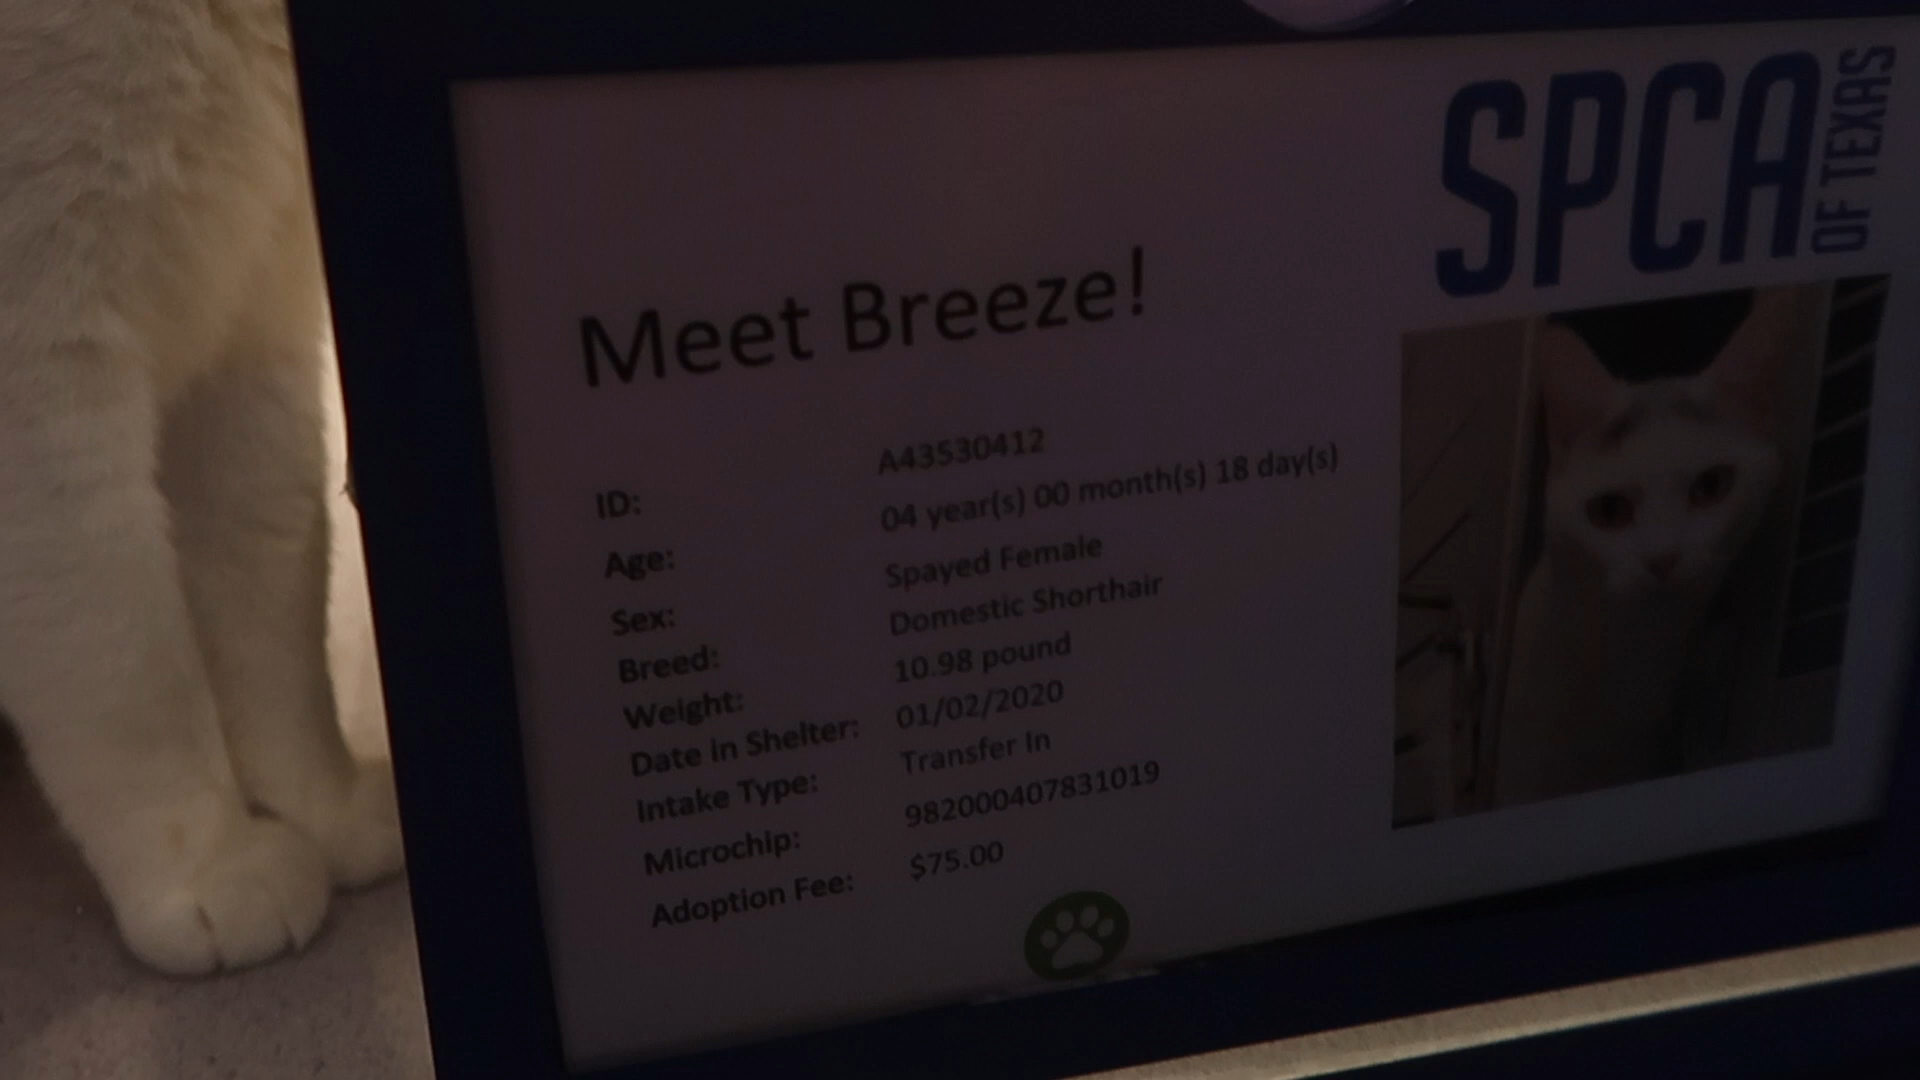 SPCA OF TEXAS
Meet Breeze!
ID: A43530412
Age: 04 year(s) 00 month(s) 18 day(s)
Sex: Spayed Female
Breed: Domestic Shorthair
Weight: 10.98 pound
Date in Shelter: 01/02/2020
Intake Type: Transfer In
Microchip: 982000407831019
Adoption Fee: $75.00